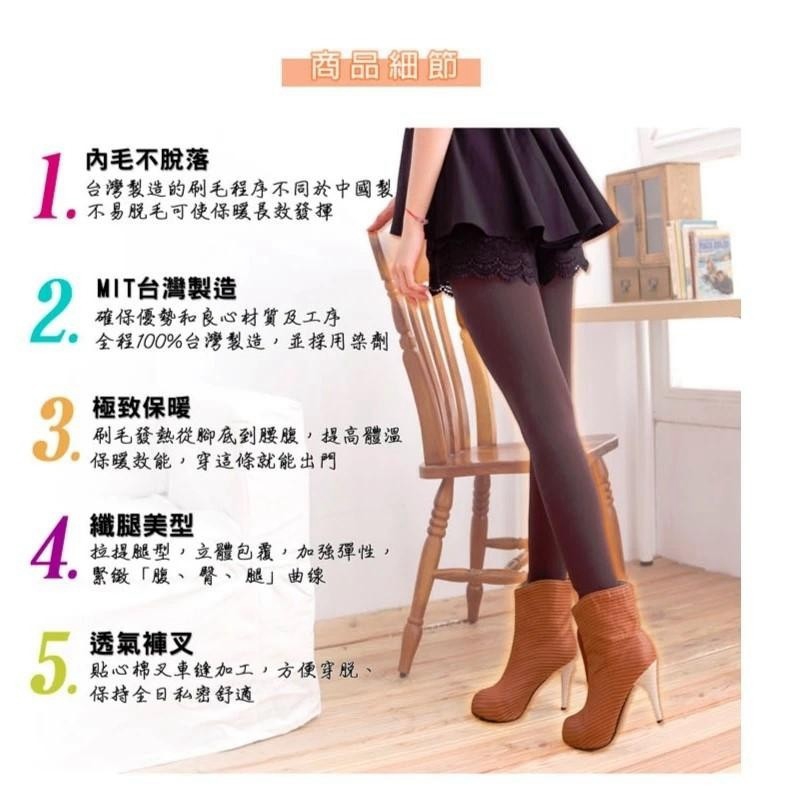 商品細節
1. 內毛不脫落
台灣製造的刷毛程序不同於中國製
不易脫毛可使保暖長效發揮
2. MIT台灣製造
確保優勢和良心材質及工序
全程100%台灣製造，並採用染劑
3. 極致保暖
刷毛發熱從腳底到腰腹，提高體溫
保暖效能，穿這條就能出門
4. 纖腿美型
拉提腿型，立體包覆，加強彈性，
緊緻「腹、臀、腿」曲線
5. 透氣褲叉
貼心棉叉車縫加工，方便穿脫、
保持全日私密舒適